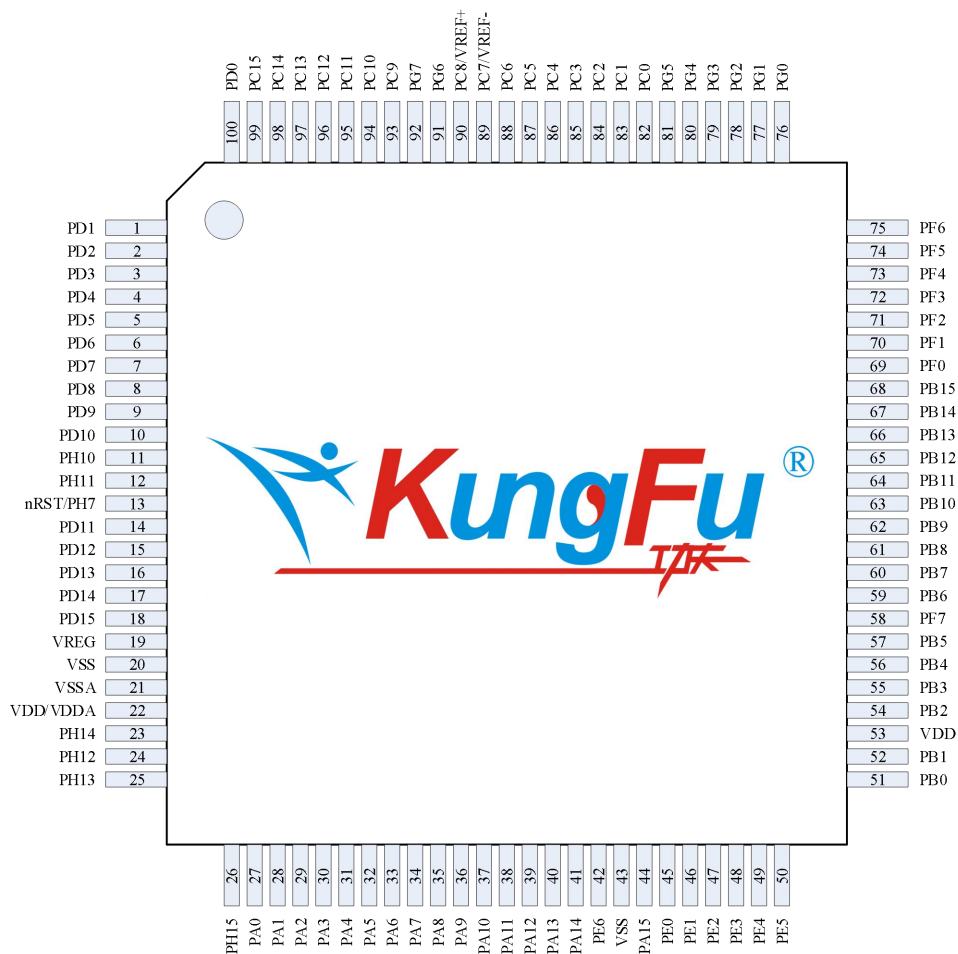 PD0 PC15 PC14 PC13 PC12 PC11 PC10 PC9 PG7 PG6 PC8/VREF+ PC7/VREF- PC6 PC5 PC4 PC3 PC2 PC1 PC0 PG5 PG4 PG3 PG2 PG1 PG0
100 99 98 97 96 95 94 93 92 91 90 89 88 87 86 85 84 83 82 81 80 79 78 77 76
PD1 1 75 PF6
PD2 2 74 PF5
PD3 3 73 PF4
PD4 4 72 PF3
PD5 5 71 PF2
PD6 6 70 PF1
PD7 7 69 PF0
PD8 8 68 PB15
PD9 9 67 PB14
PD10 10 66 PB13
PH10 11 65 PB12
PH11 12 64 PB11
nRST/PH7 13 63 PB10
PD11 14 62 PB9
PD12 15 61 PB8
PD13 16 60 PB7
PD14 17 59 PB6
PD15 18 58 PF7
VREG 19 57 PB5
VSS 20 56 PB4
VSSA 21 55 PB3
VDD/VDDA 22 54 PB2
PH14 23 53 VDD
PH12 24 52 PB1
PH13 25 51 PB0
KungFu ®
功夫
26 27 28 29 30 31 32 33 34 35 36 37 38 39 40 41 42 43 44 45 46 47 48 49 50
PH15 PA0 PA1 PA2 PA3 PA4 PA5 PA6 PA7 PA8 PA9 PA10 PA11 PA12 PA13 PA14 PE6 VSS PA15 PE0 PE1 PE2 PE3 PE4 PE5